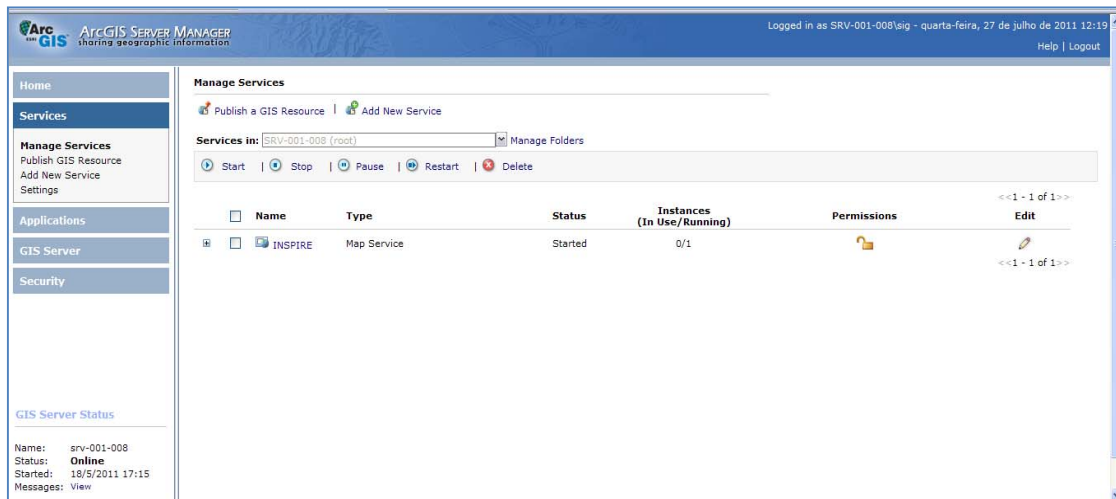 Arc GIS ArcGIS Server Manager
ESRI sharing geographic information
Logged in as SRV-001-008\sig - quarta-feira, 27 de julho de 2011 12:19
Help | Logout
Home
Services
Manage Services
Publish GIS Resource
Add New Service
Settings
Applications
GIS Server
Security
GIS Server Status
Name: srv-001-008
Status: Online
Started: 18/5/2011 17:15
Messages: View
Manage Services
Publish a GIS Resource | Add New Service
Services in: SRV-001-008 (root) Manage Folders
Start | Stop | Pause | Restart | Delete
<<1 - 1 of 1>>
Name Type Status Instances (In Use/Running) Permissions Edit
INSPIRE Map Service Started 0/1
<<1 - 1 of 1>>